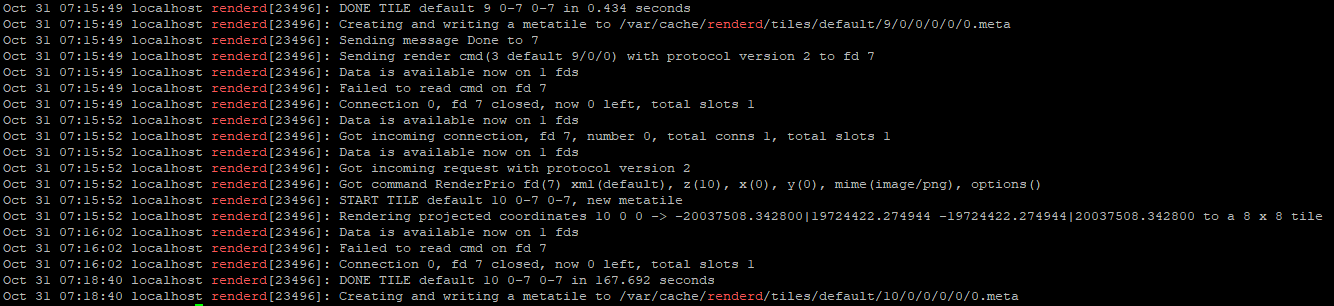 Oct 31 07:15:49 localhost renderd[23496]: DONE TILE default 9 0-7 0-7 in 0.434 seconds
Oct 31 07:15:49 localhost renderd[23496]: Creating and writing a metatile to /var/cache/renderd/tiles/default/9/0/0/0/0/0.meta
Oct 31 07:15:49 localhost renderd[23496]: Sending message Done to 7
Oct 31 07:15:49 localhost renderd[23496]: Sending render cmd(3 default 9/0/0) with protocol version 2 to fd 7
Oct 31 07:15:49 localhost renderd[23496]: Data is available now on 1 fds
Oct 31 07:15:49 localhost renderd[23496]: Failed to read cmd on fd 7
Oct 31 07:15:49 localhost renderd[23496]: Connection 0, fd 7 closed, now 0 left, total slots 1
Oct 31 07:15:52 localhost renderd[23496]: Data is available now on 1 fds
Oct 31 07:15:52 localhost renderd[23496]: Got incoming connection, fd 7, number 0, total conns 1, total slots 1
Oct 31 07:15:52 localhost renderd[23496]: Data is available now on 1 fds
Oct 31 07:15:52 localhost renderd[23496]: Got incoming request with protocol version 2
Oct 31 07:15:52 localhost renderd[23496]: Got command RenderPrio fd(7) xml(default), z(10), x(0), y(0), mime(image/png), options()
Oct 31 07:15:52 localhost renderd[23496]: START TILE default 10 0-7 0-7, new metatile
Oct 31 07:15:52 localhost renderd[23496]: Rendering projected coordinates 10 0 0 -> -20037508.342800|19724422.274944 -19724422.274944|20037508.342800 to a 8 x 8 tile
Oct 31 07:16:02 localhost renderd[23496]: Data is available now on 1 fds
Oct 31 07:16:02 localhost renderd[23496]: Failed to read cmd on fd 7
Oct 31 07:16:02 localhost renderd[23496]: Connection 0, fd 7 closed, now 0 left, total slots 1
Oct 31 07:18:40 localhost renderd[23496]: DONE TILE default 10 0-7 0-7 in 167.692 seconds
Oct 31 07:18:40 localhost renderd[23496]: Creating and writing a metatile to /var/cache/renderd/tiles/default/10/0/0/0/0/0.meta